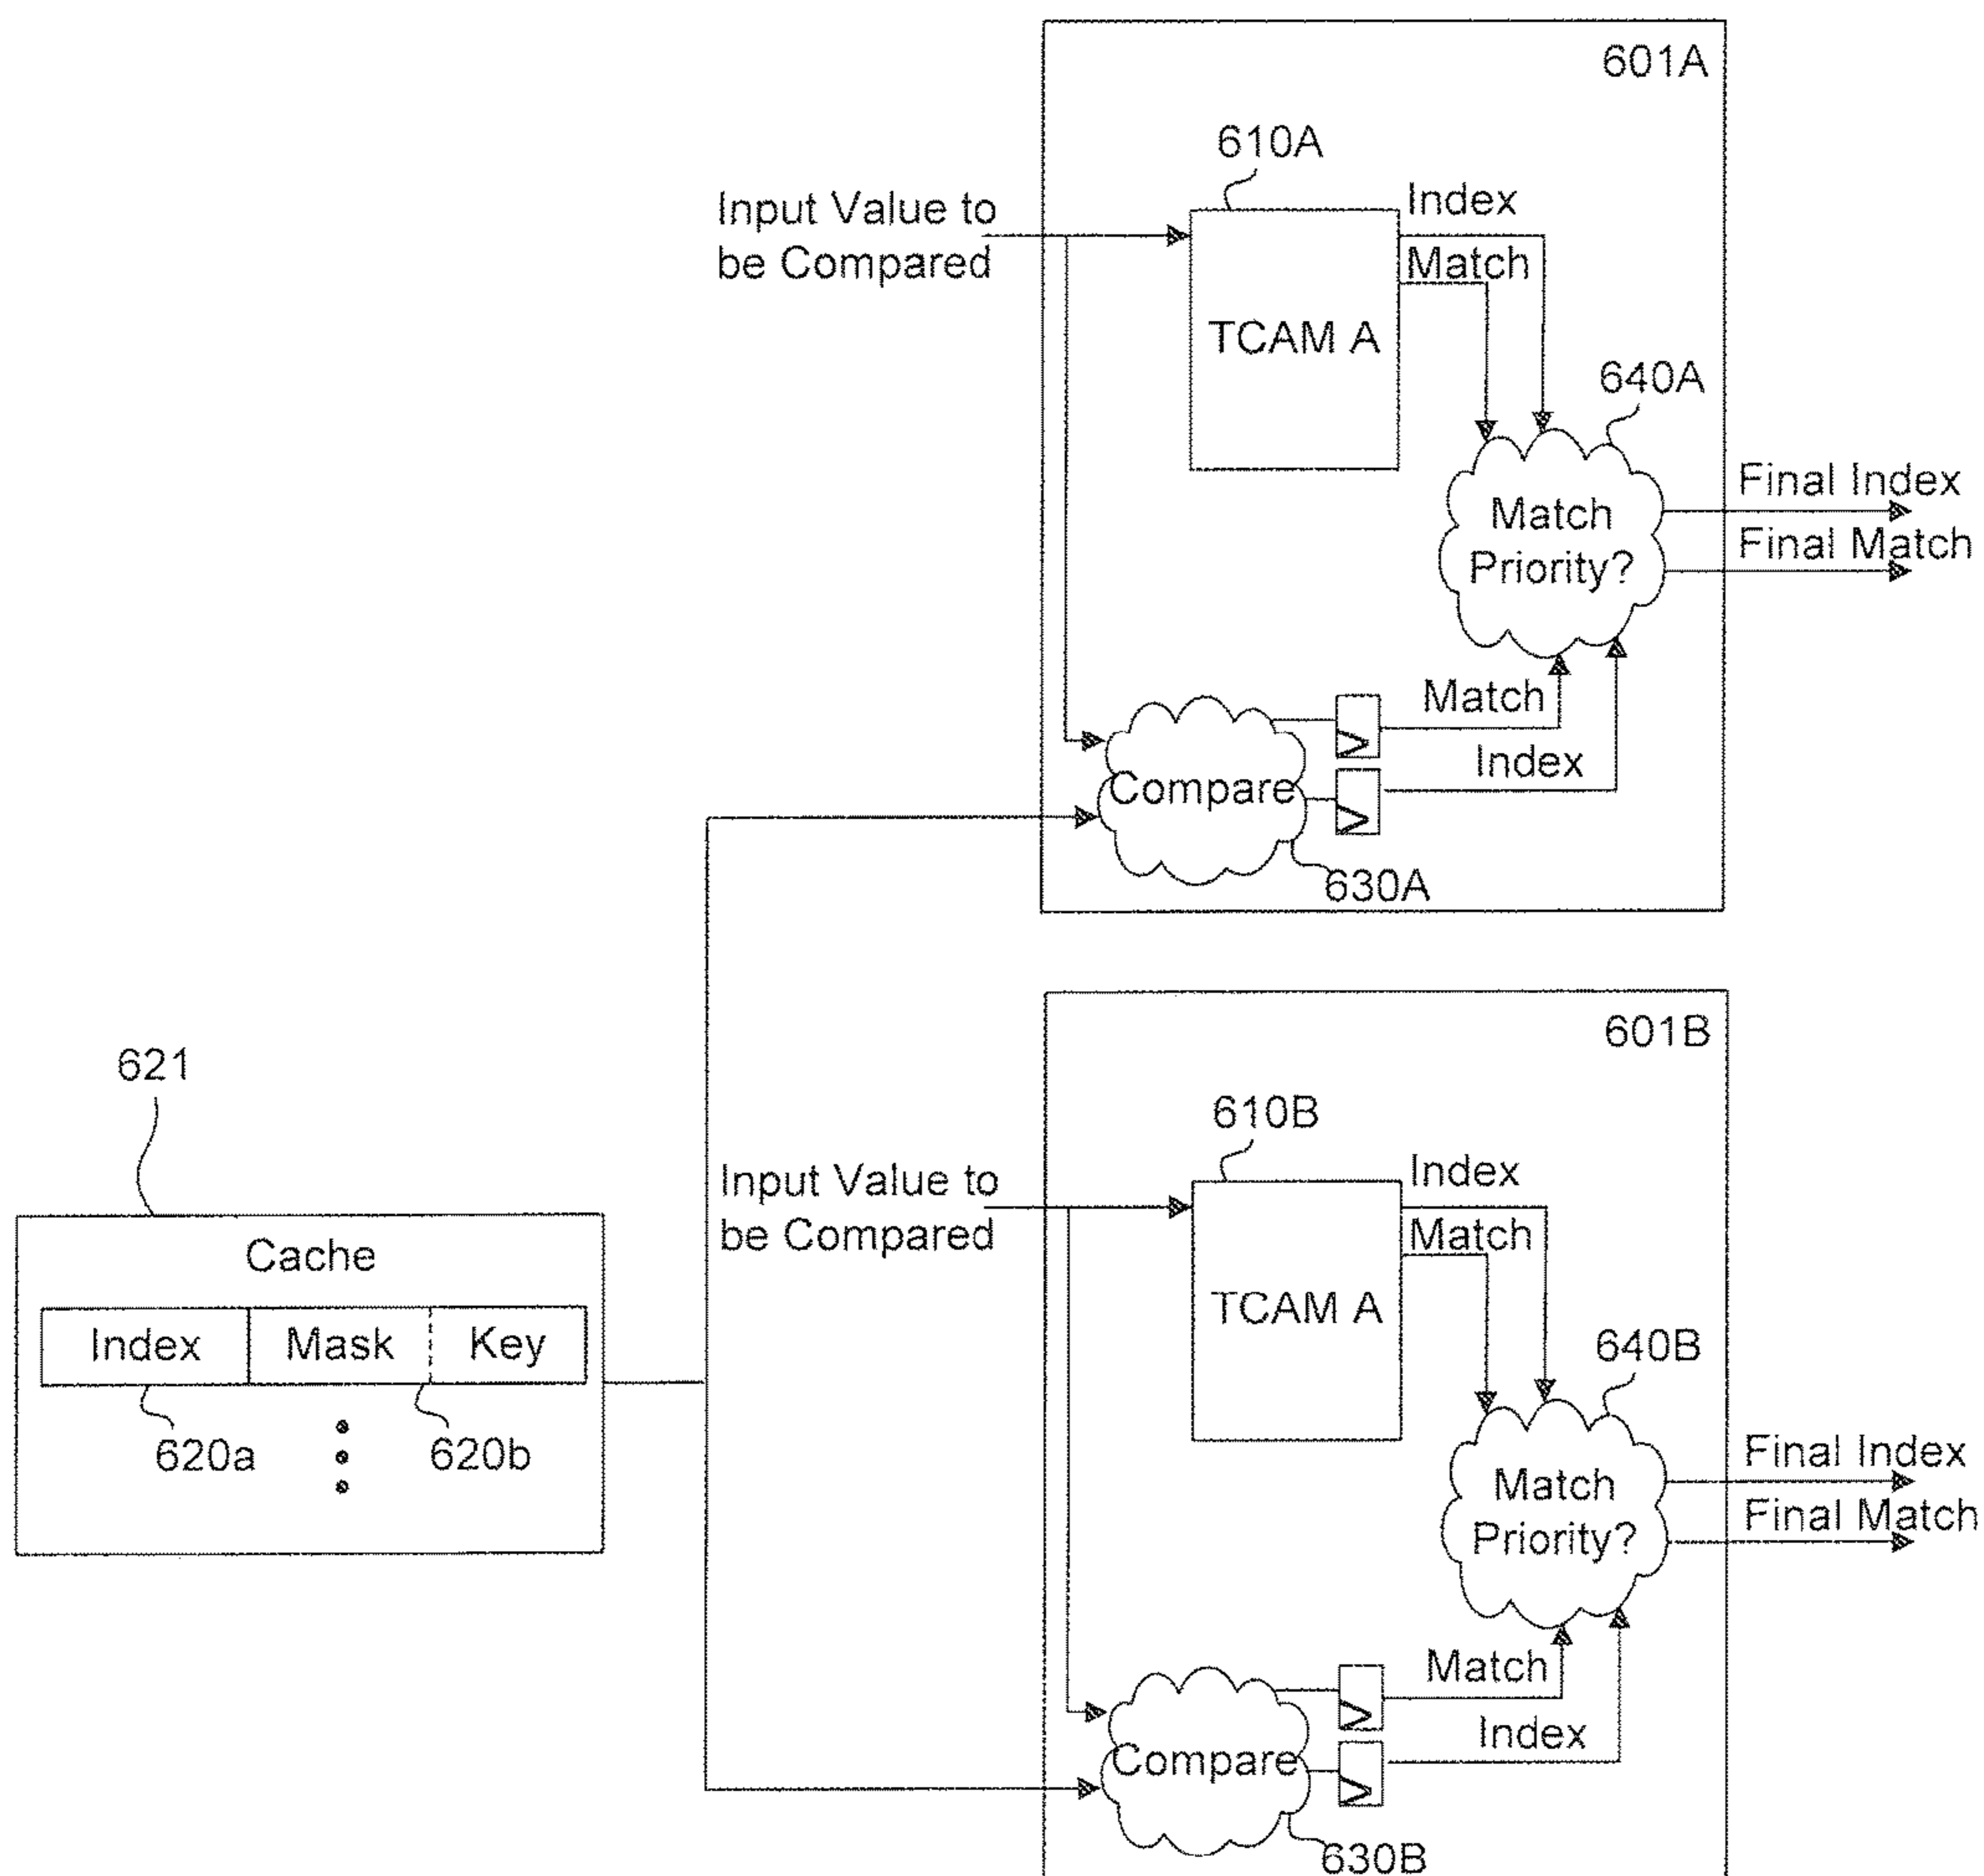 601A
610A
Input Value to
be Compared
Index
Match
TCAM A
640A
Match
Priority?
Final Index
Final Match
Match
Index
Compare
630A
601B
621
610B
Input Value to
be Compared
Index
Match
TCAM A
Cache
Index Mask Key
620a 620b
640B
Match
Priority?
Final Index
Final Match
Match
Index
Compare
630B